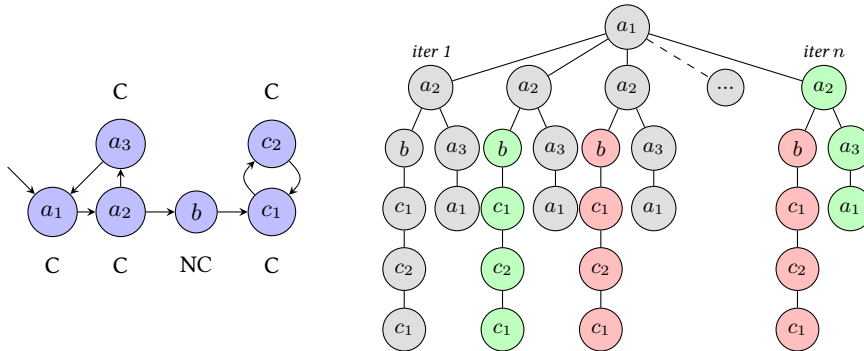 a₁
iter 1
iter n
C
C
a₂
a₂
a₂
...
a₂
a₃
c₂
b
a₃
b
a₃
b
a₃
b
a₃
a₁
a₂
b
c₁
c₁
a₁
c₁
a₁
c₁
a₁
c₁
a₁
C
C
NC
C
c₂
c₂
c₂
c₂
c₁
c₁
c₁
c₁